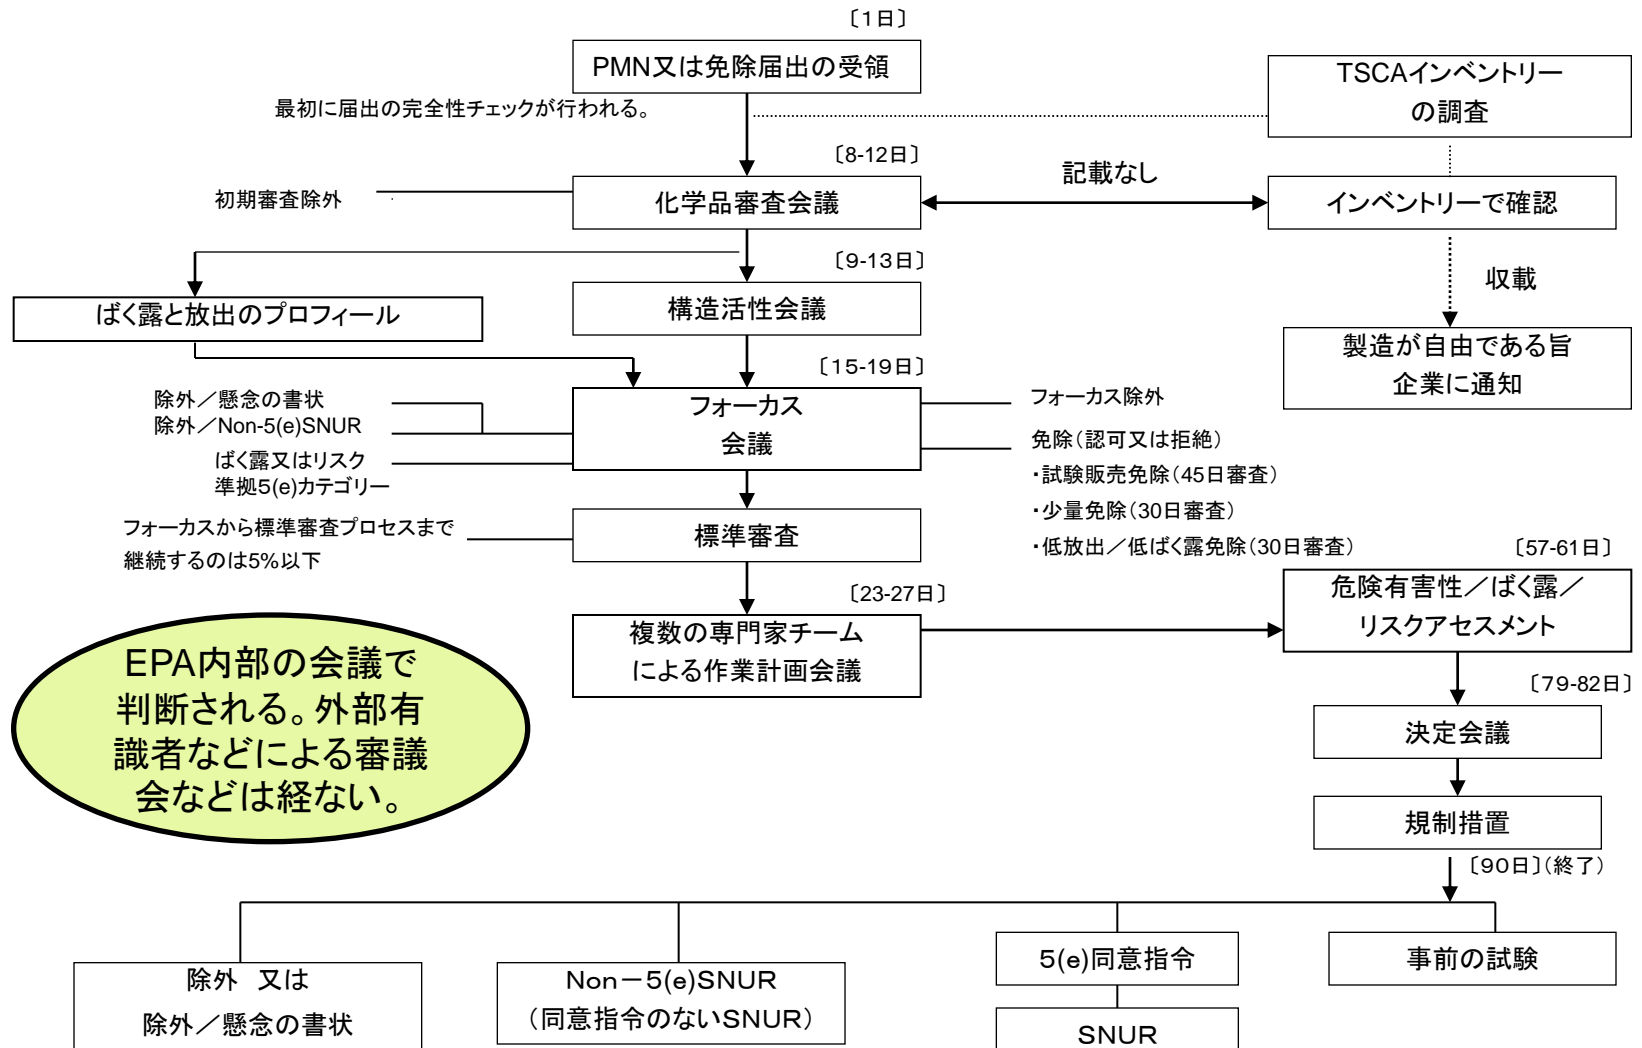 〔1日〕
PMN又は免除届出の受領
TSCAインベントリー
の調査
最初に届出の完全性チェックが行われる。
〔8-12日〕
記載なし
初期審査除外
化学品審査会議
インベントリーで確認
〔9-13日〕
収載
ばく露と放出のプロフィール
構造活性会議
製造が自由である旨
企業に通知
〔15-19日〕
除外／懸念の書状
除外／Non-5(e)SNUR
ばく露又はリスク
準拠5(e)カテゴリー
フォーカス
会議
フォーカス除外
免除（認可又は拒絶）
・試験販売免除（45日審査）
・少量免除（30日審査）
・低放出／低ばく露免除（30日審査）
フォーカスから標準審査プロセスまで
継続するのは5%以下
標準審査
〔57-61日〕
〔23-27日〕
危険有害性／ばく露／
リスクアセスメント
複数の専門家チーム
による作業計画会議
EPA内部の会議で
判断される。外部有
識者などによる審議
会などは経ない。
〔79-82日〕
決定会議
規制措置
〔90日〕（終了）
除外 又は
除外／懸念の書状
Non－5(e)SNUR
（同意指令のないSNUR）
5(e)同意指令
SNUR
事前の試験